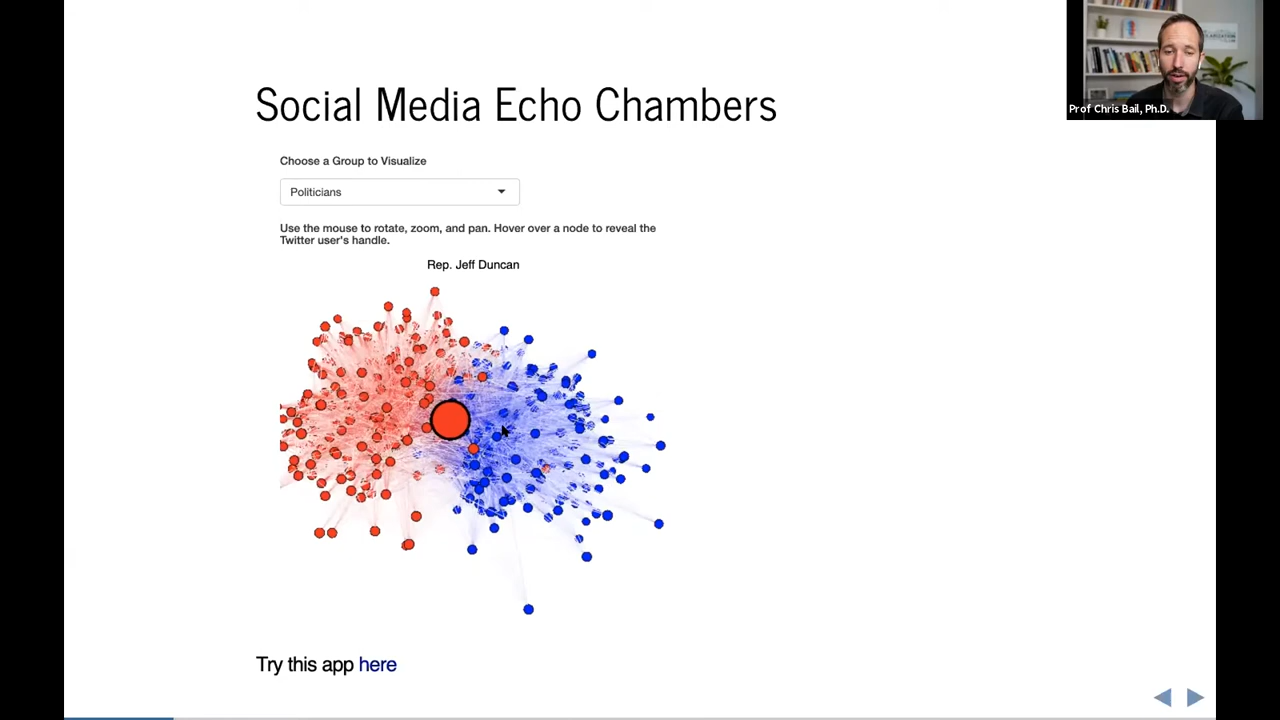 Prof Chris Bail, Ph.D.
Social Media Echo Chambers
Choose a Group to Visualize
Politicians
Use the mouse to rotate, zoom, and pan. Hover over a node to reveal the
Twitter user's handle.
Rep. Jeff Duncan
Try this app here